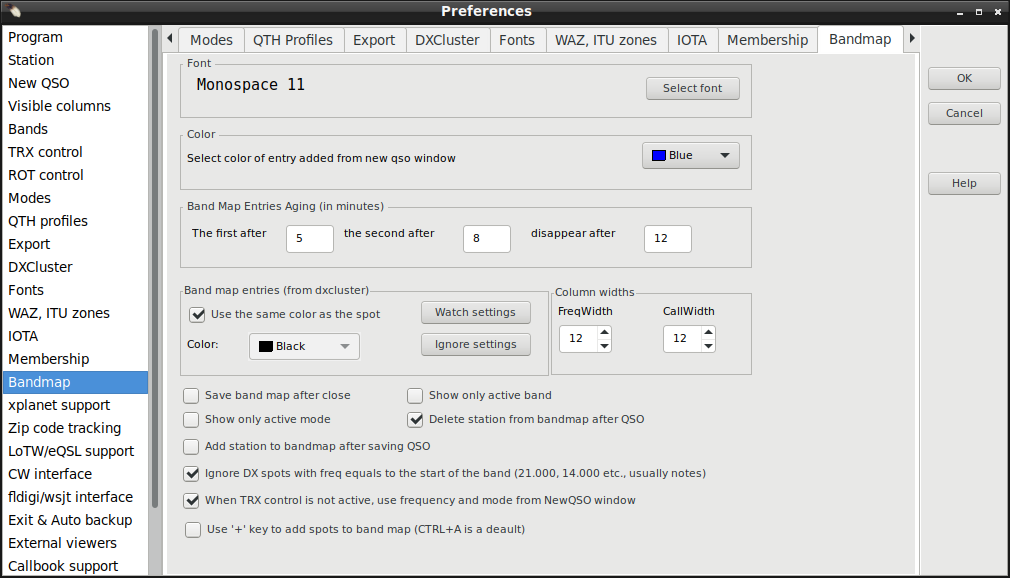 Preferences
Program
Station
New QSO
Visible columns
Bands
TRX control
ROT control
Modes
QTH profiles
Export
DXCluster
Fonts
WAZ, ITU zones
IOTA
Membership
Bandmap
xplanet support
Zip code tracking
LoTW/eQSL support
CW interface
fldigi/wsjt interface
Exit & Auto backup
External viewers
Callbook support
Modes QTH Profiles Export DXCluster Fonts WAZ, ITU zones IOTA Membership Bandmap
Font
Monospace 11 Select font
Color
Select color of entry added from new qso window Blue
Band Map Entries Aging (in minutes)
The first after 5 the second after 8 disappear after 12
Band map entries (from dxcluster)
Use the same color as the spot Watch settings
Color: Black Ignore settings
Column widths
FreqWidth CallWidth
12 12
Save band map after close Show only active band
Show only active mode Delete station from bandmap after QSO
Add station to bandmap after saving QSO
Ignore DX spots with freq equals to the start of the band (21.000, 14.000 etc., usually notes)
When TRX control is not active, use frequency and mode from NewQSO window
Use '+' key to add spots to band map (CTRL+A is a deault)
OK
Cancel
Help